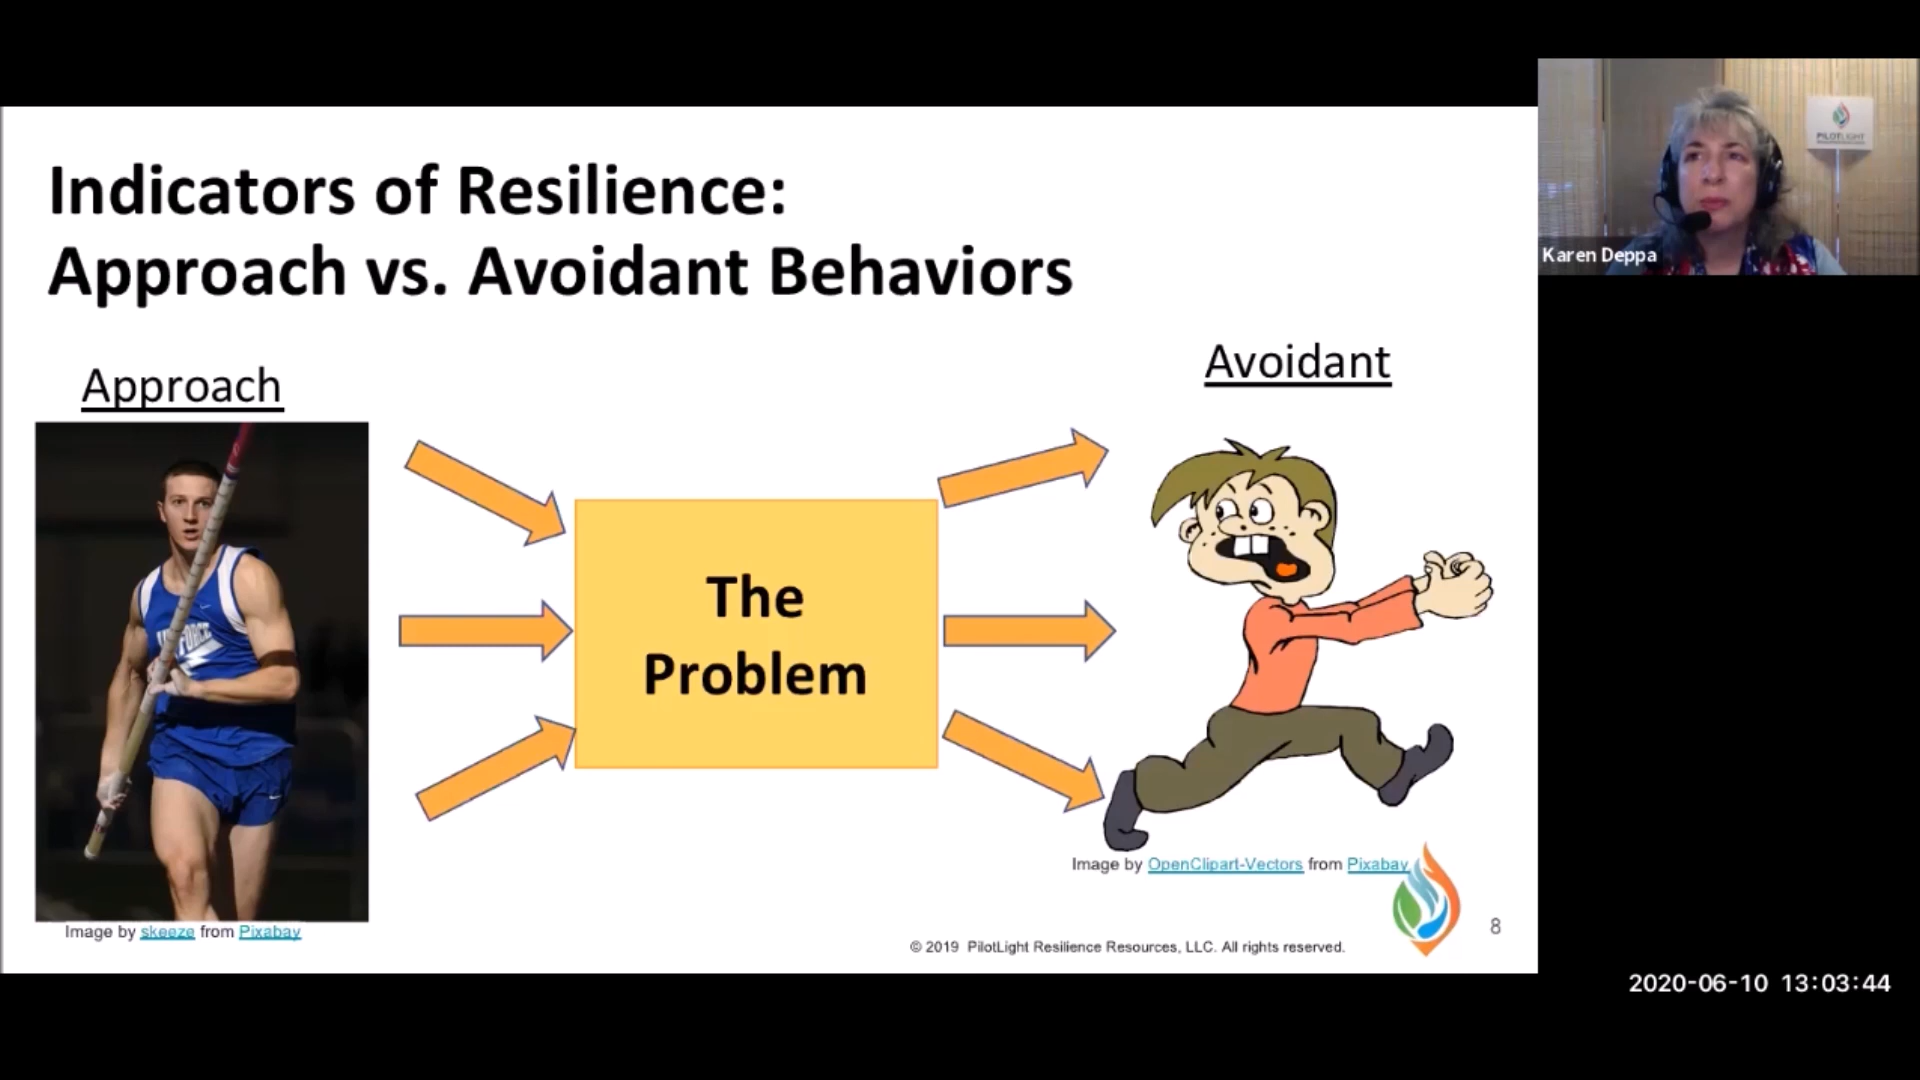 Indicators of Resilience:
Approach vs. Avoidant Behaviors
Approach
Avoidant
The
Problem
Image by OpenClipart-Vectors from Pixabay
Image by skeeze from Pixabay
© 2019 PilotLight Resilience Resources, LLC. All rights reserved.
8
PILOTLIGHT
Karen Deppa
2020-06-10 13:03:44